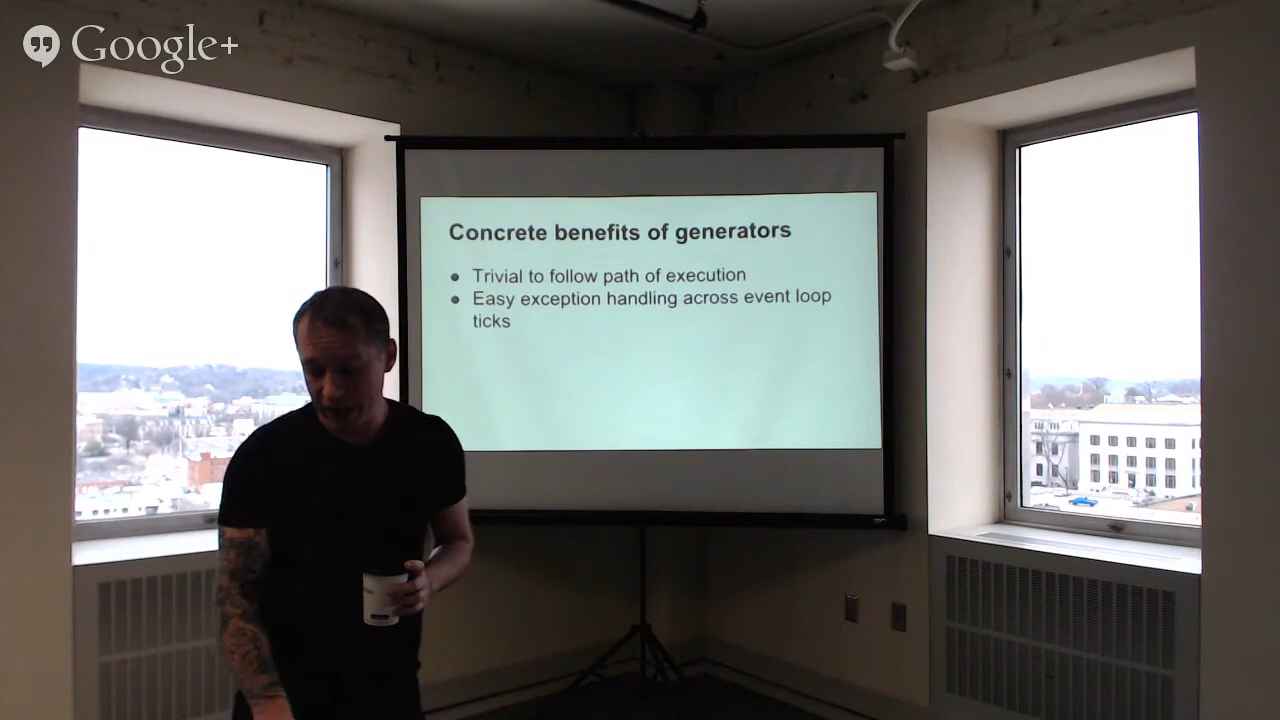 Google+
Concrete benefits of generators
● Trivial to follow path of execution
● Easy exception handling across event loop
ticks